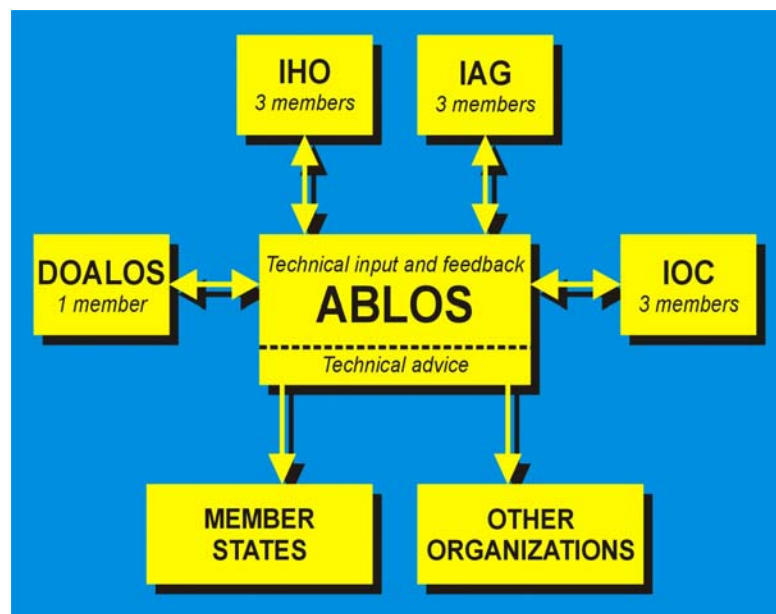 IHO
3 members
IAG
3 members
DOALOS
1 member
Technical input and feedback
ABLOS
Technical advice
IOC
3 members
MEMBER
STATES
OTHER
ORGANIZATIONS